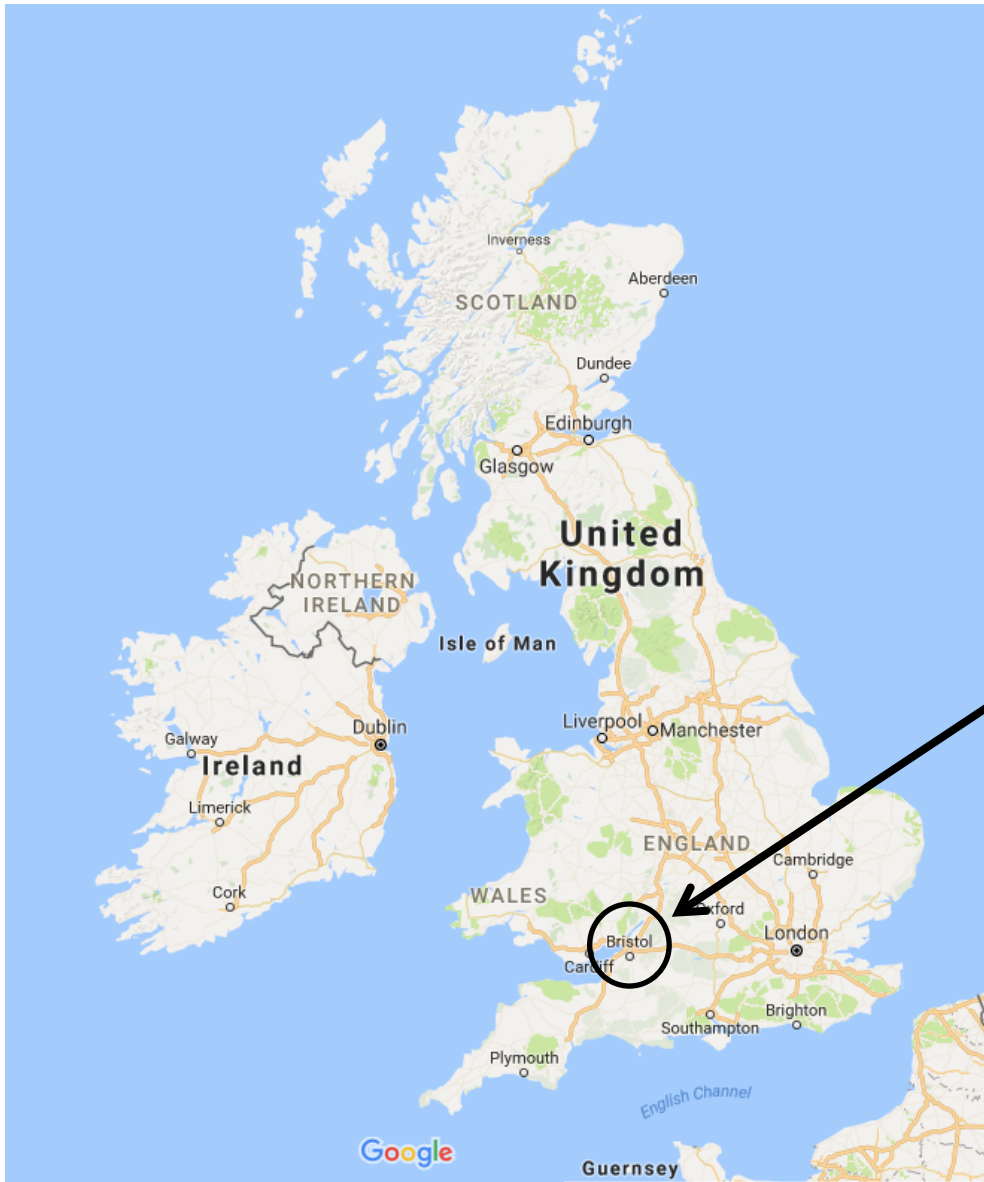 Inverness
Aberdeen
SCOTLAND
Dundee
Edinburgh
Glasgow
United
Kingdom
NORTHERN
IRELAND
Isle of Man
Liverpool
Manchester
Dublin
Galway
Ireland
Limerick
ENGLAND
Cambridge
Cork
WALES
Oxford
London
Bristol
Cardiff
Brighton
Southampton
Plymouth
English Channel
Google
Guernsey